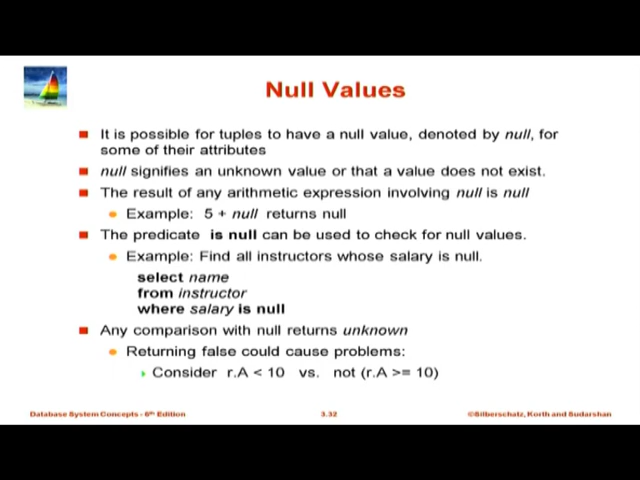 Null Values
It is possible for tuples to have a null value, denoted by null, for
some of their attributes
null signifies an unknown value or that a value does not exist.
The result of any arithmetic expression involving null is null
Example: 5 + null returns null
The predicate is null can be used to check for null values.
Example: Find all instructors whose salary is null.
select name
from instructor
where salary is null
Any comparison with null returns unknown
Returning false could cause problems:
Consider r.A < 10 vs. not (r.A >= 10)
Database System Concepts - 6th Edition 3.32 ©Silberschatz, Korth and Sudarshan